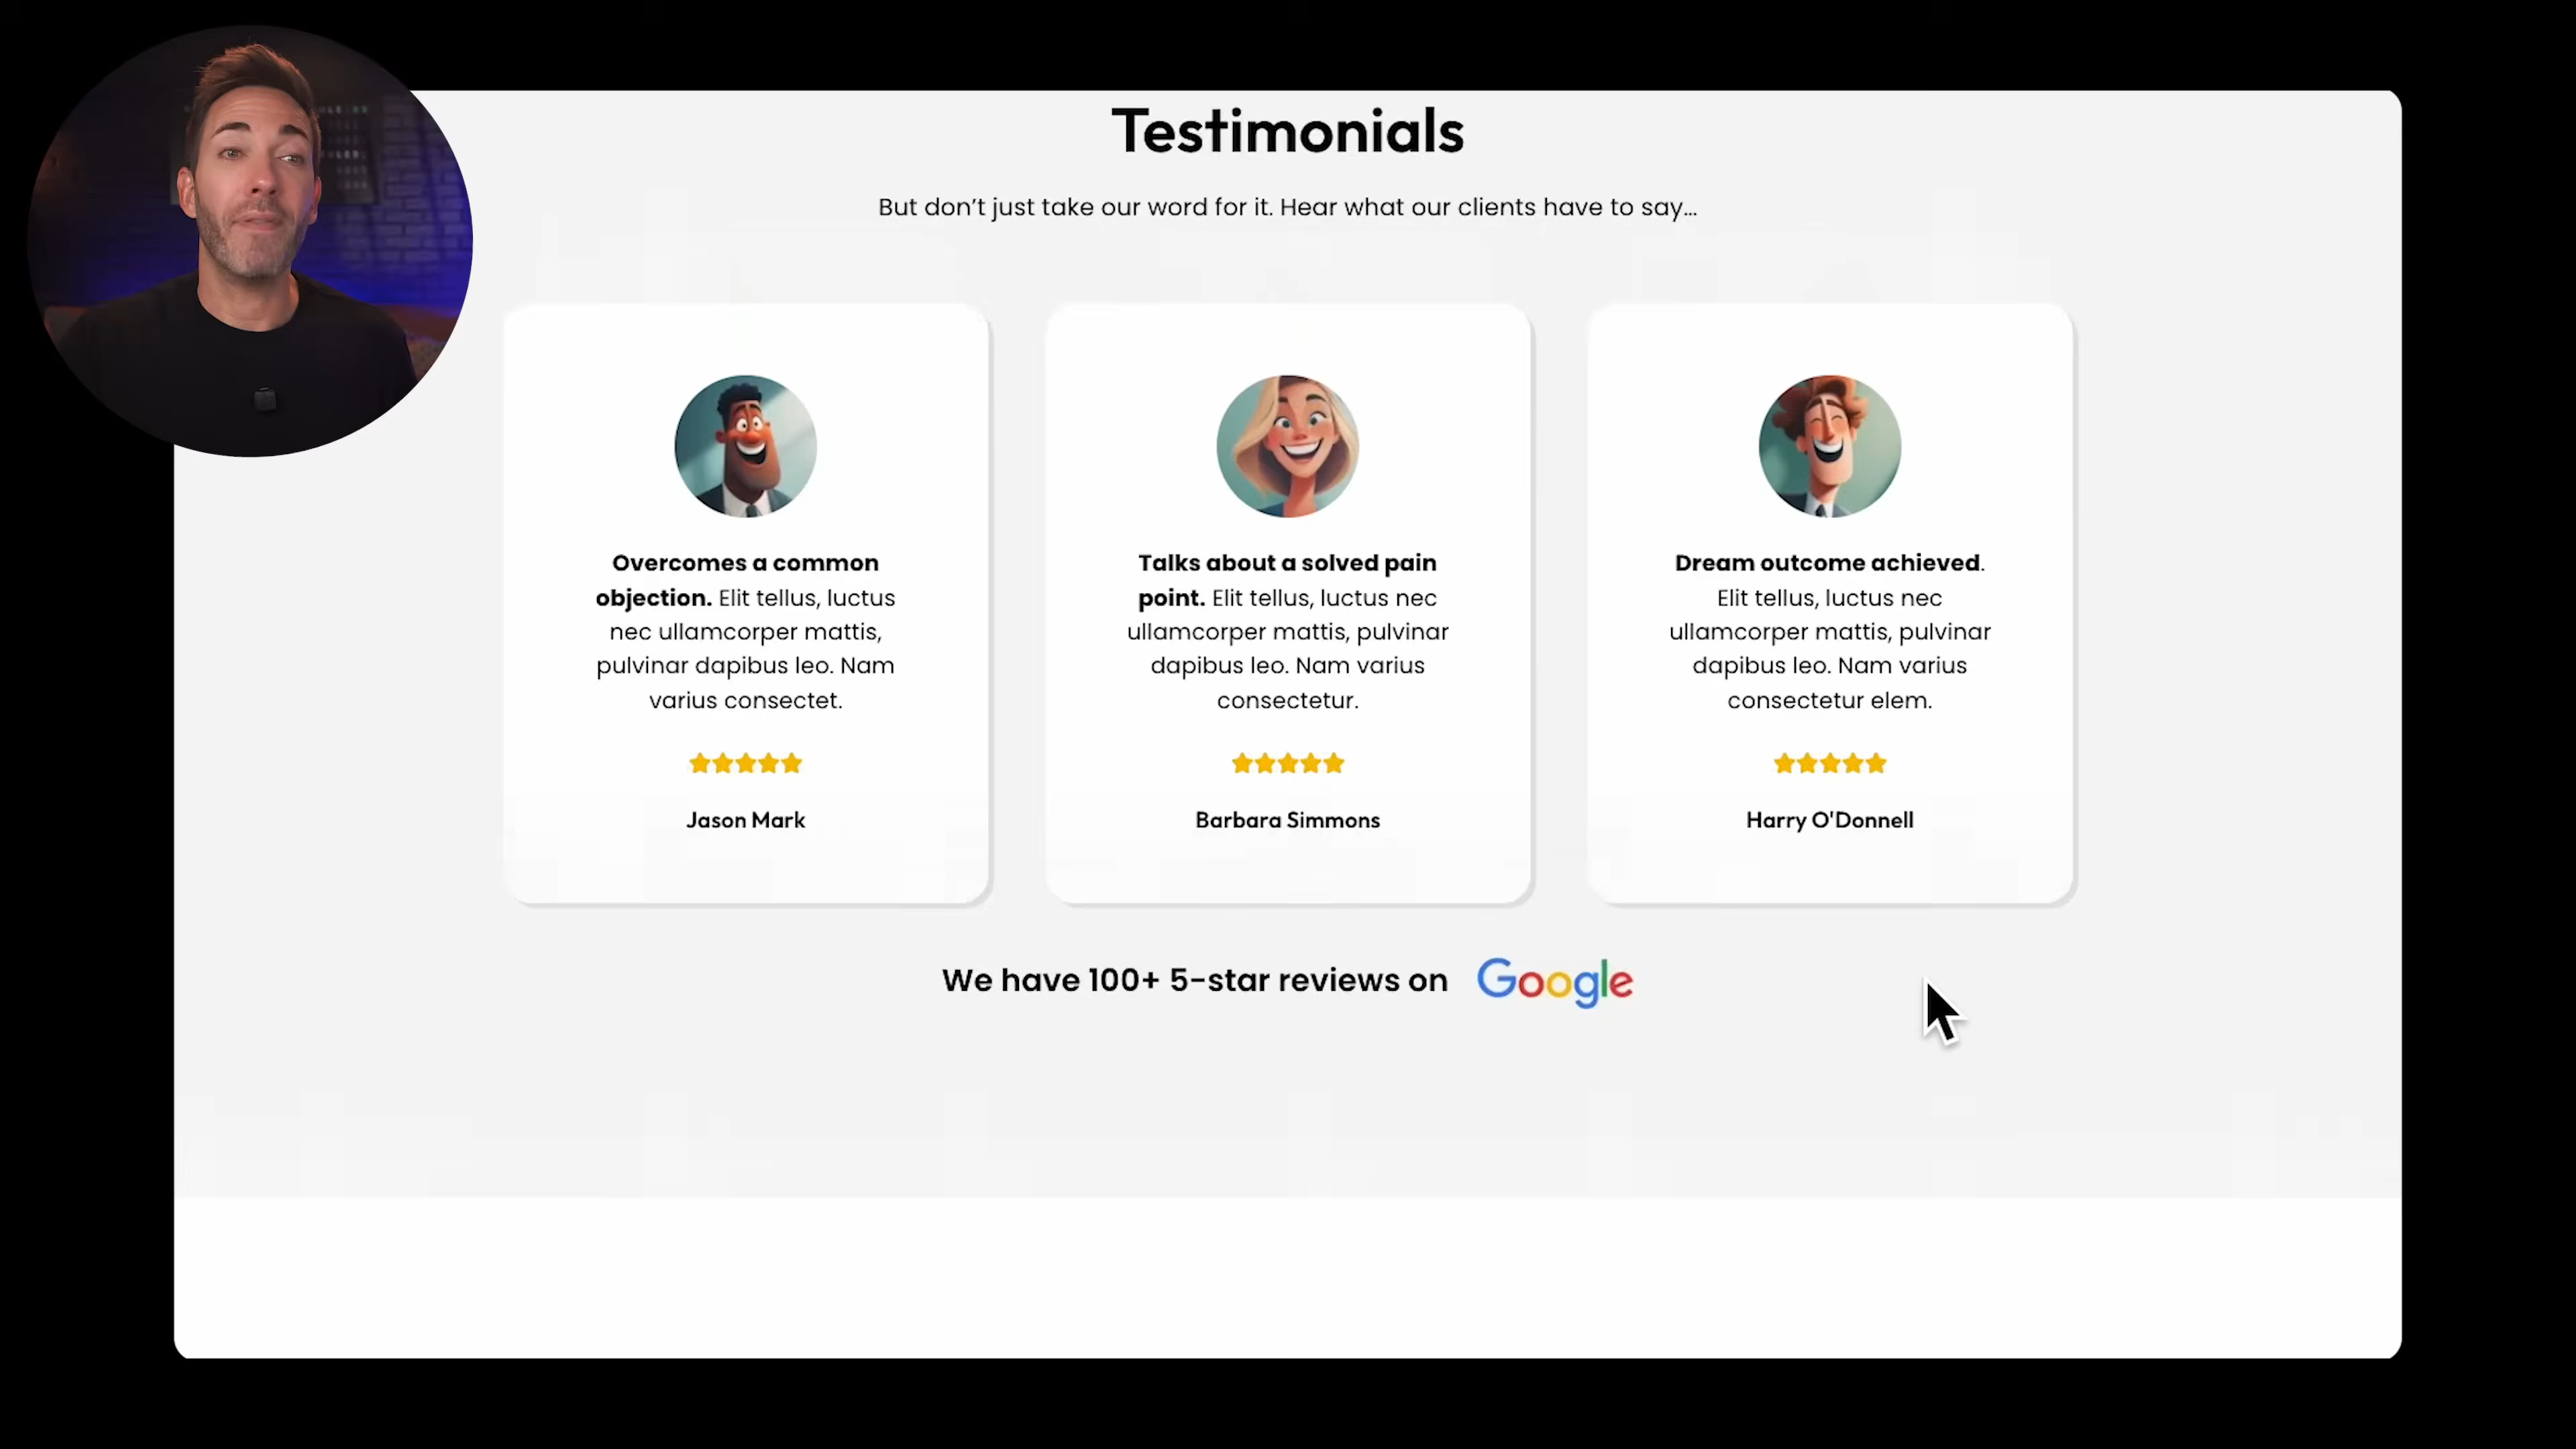 Testimonials
But don’t just take our word for it. Hear what our clients have to say…
Overcomes a common
objection. Elit tellus, luctus
nec ullamcorper mattis,
pulvinar dapibus leo. Nam
varius consectet.
Jason Mark
Talks about a solved pain
point. Elit tellus, luctus nec
ullamcorper mattis, pulvinar
dapibus leo. Nam varius
consectetur.
Barbara Simmons
Dream outcome achieved.
Elit tellus, luctus nec
ullamcorper mattis, pulvinar
dapibus leo. Nam varius
consectetur elem.
Harry O'Donnell
We have 100+ 5-star reviews on Google